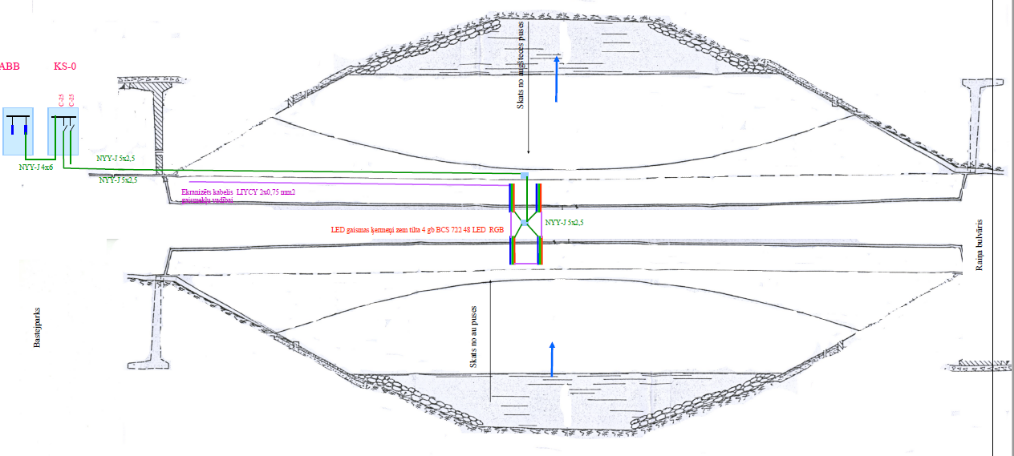 ABB
KS-0
C-25
C-25
NYY-J 4x6
NYY-J 5x2,5
NYY-J 5x2,5
Ekranizēts kabelis LIYCY 2x0,75 mm2
gaismekļu vadībai
LED gaismas ķermeņi zem tilta 4 gb BCS 722 48 LED RGB
NYY-J 5x2,5
Skats no augšteces puses
Skats no puses
Bastejparks
Raiņa bulvāris